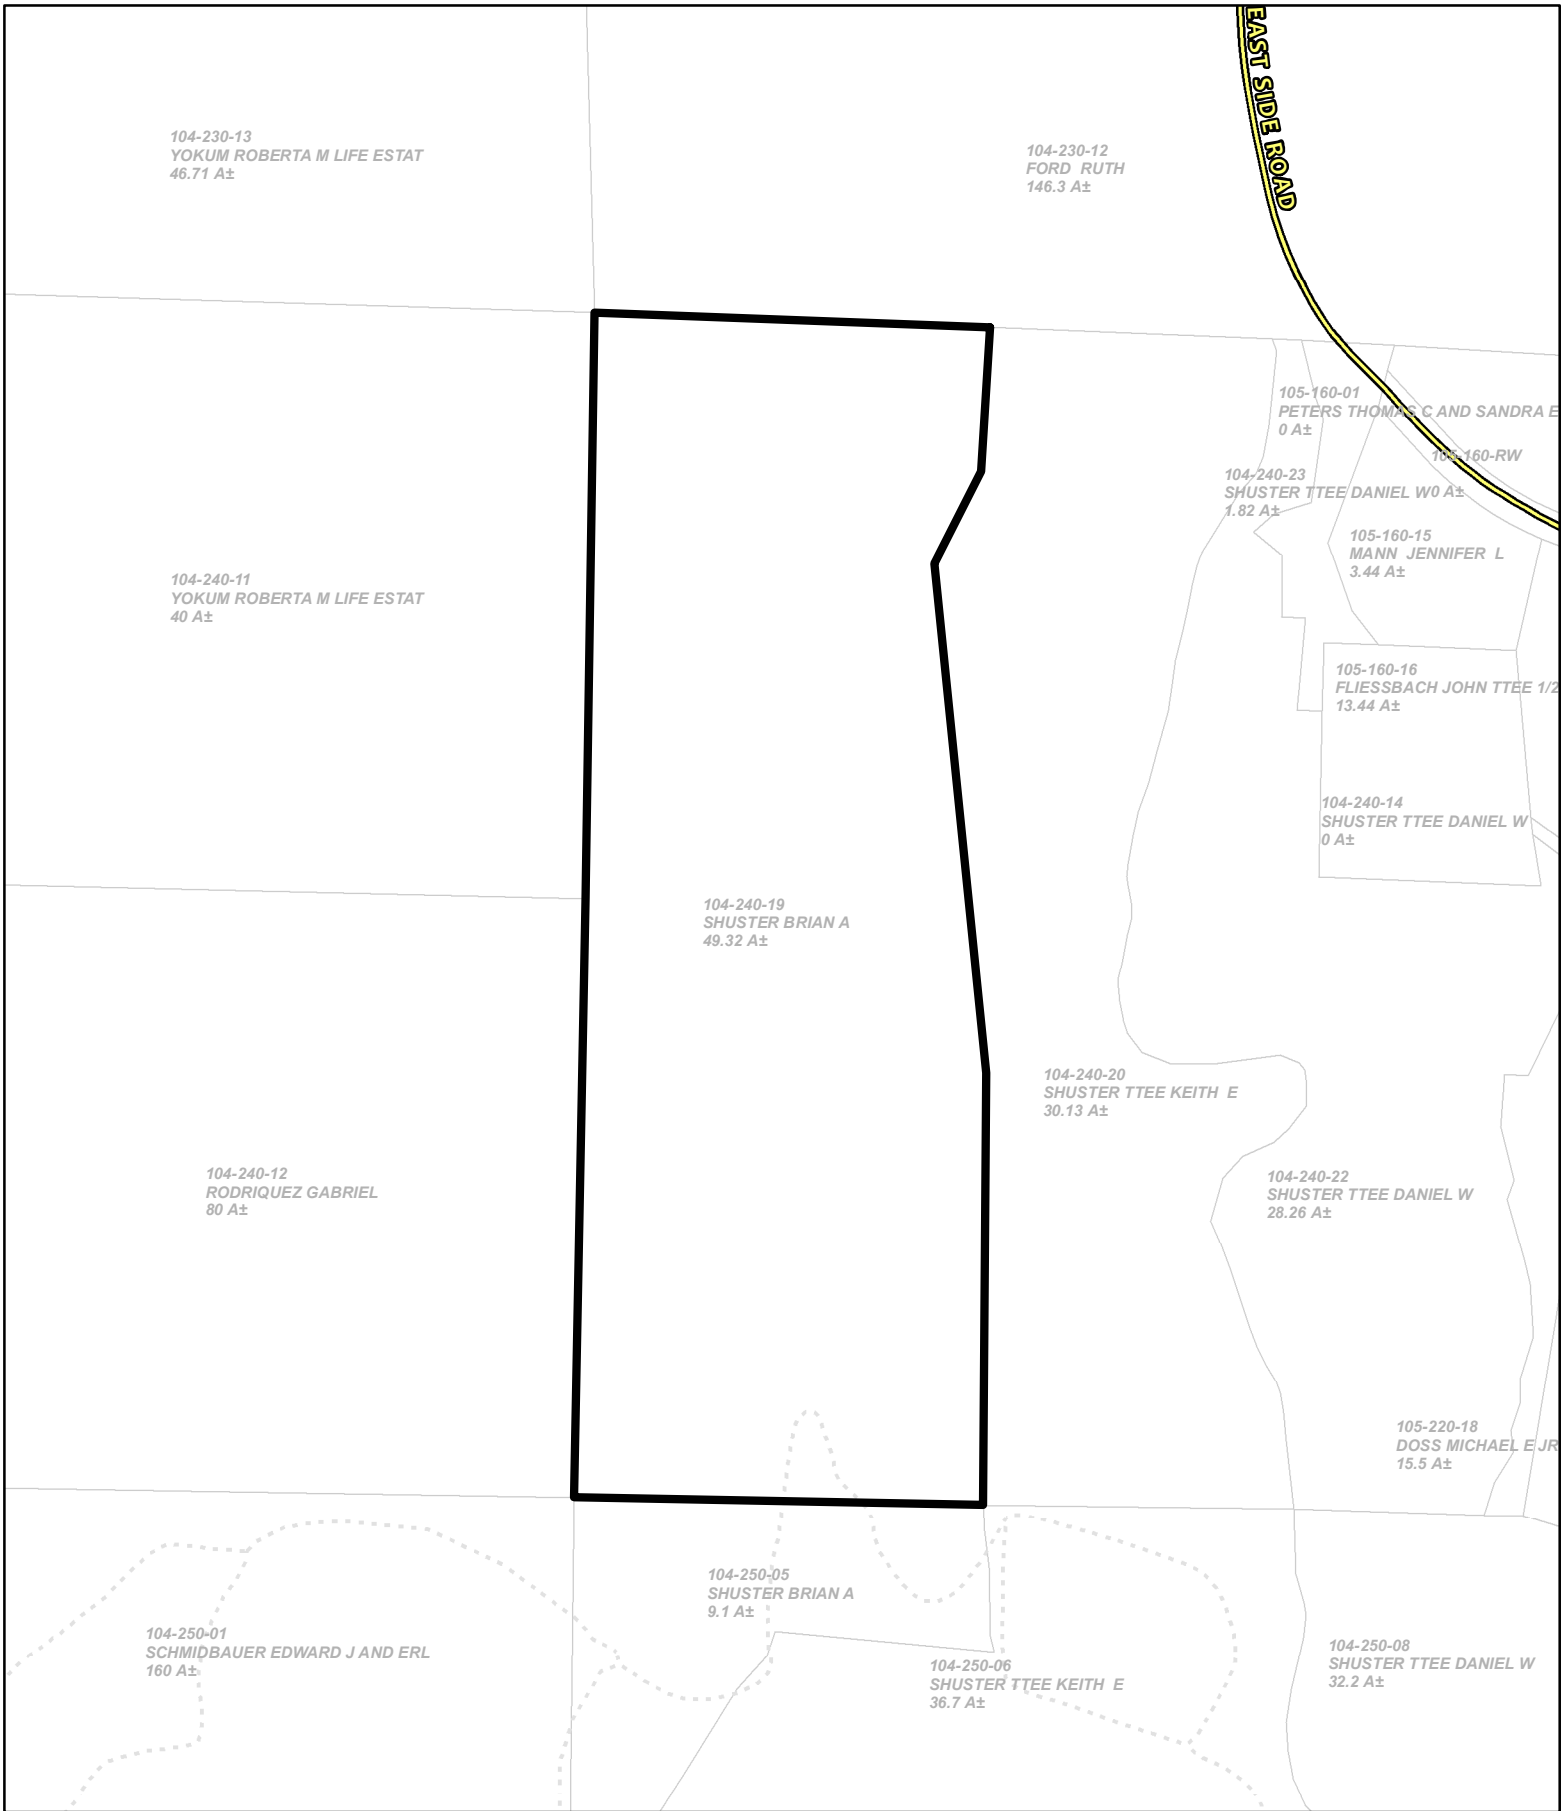 EAST SIDE ROAD
104-230-13
YOKUM ROBERTA M LIFE ESTAT
46.71 A±
104-230-12
FORD  RUTH
146.3 A±
105-160-01
PETERS THOMAS C AND SANDRA E
0 A±
105-160-RW
0 A±
104-240-23
SHUSTER TTEE DANIEL W
1.82 A±
105-160-15
MANN  JENNIFER  L
3.44 A±
104-240-11
YOKUM ROBERTA M LIFE ESTAT
40 A±
105-160-16
FLIESSBACH JOHN TTEE 1/2
13.44 A±
104-240-14
SHUSTER TTEE DANIEL W
0 A±
104-240-19
SHUSTER BRIAN A
49.32 A±
104-240-20
SHUSTER TTEE KEITH  E
30.13 A±
104-240-12
RODRIQUEZ GABRIEL
80 A±
104-240-22
SHUSTER TTEE DANIEL W
28.26 A±
105-220-18
DOSS MICHAEL E JR
15.5 A±
104-250-05
SHUSTER BRIAN A
9.1 A±
104-250-01
SCHMIDBAUER EDWARD J AND ERL
160 A±
104-250-06
SHUSTER TTEE KEITH  E
36.7 A±
104-250-08
SHUSTER TTEE DANIEL W
32.2 A±